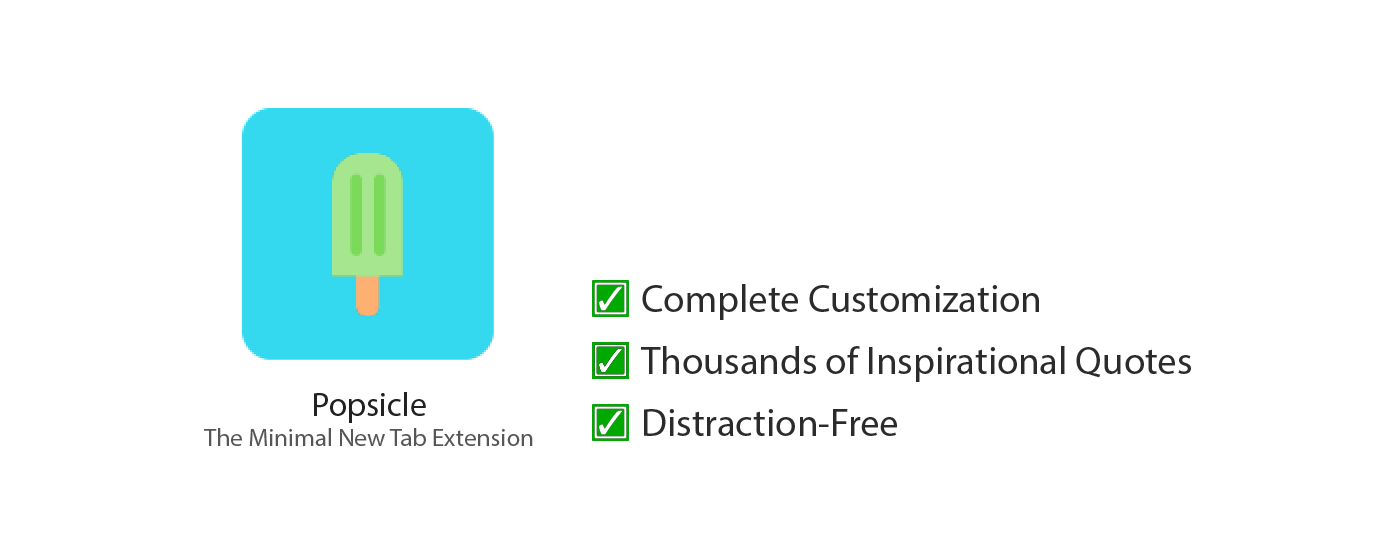 Popsicle
The Minimal New Tab Extension
Complete Customization
Thousands of Inspirational Quotes
Distraction-Free